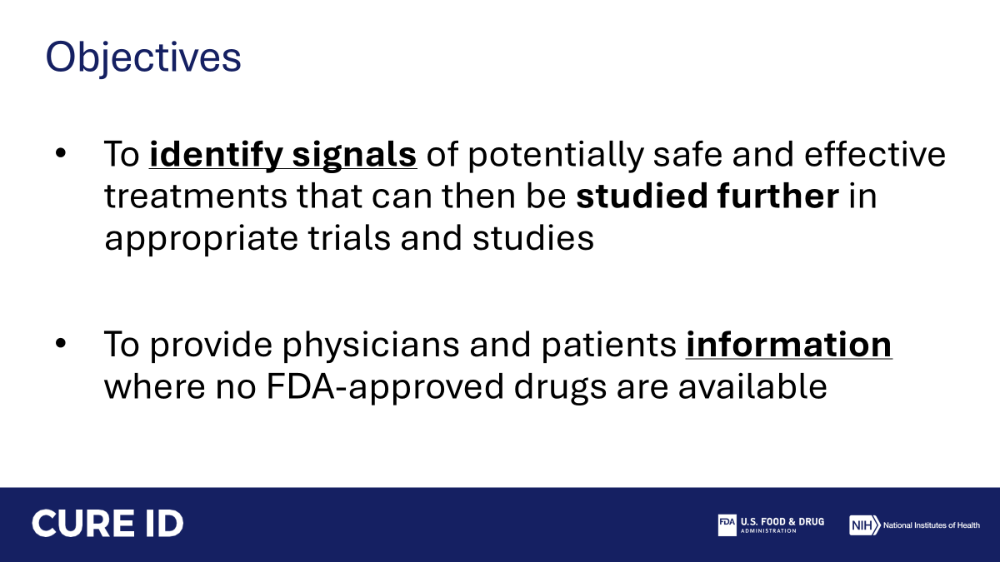 Objectives
• To identify signals of potentially safe and effective
treatments that can then be studied further in
appropriate trials and studies
• To provide physicians and patients information
where no FDA-approved drugs are available
CURE ID
FDA U.S. FOOD & DRUG
ADMINISTRATION
NIH National Institutes of Health